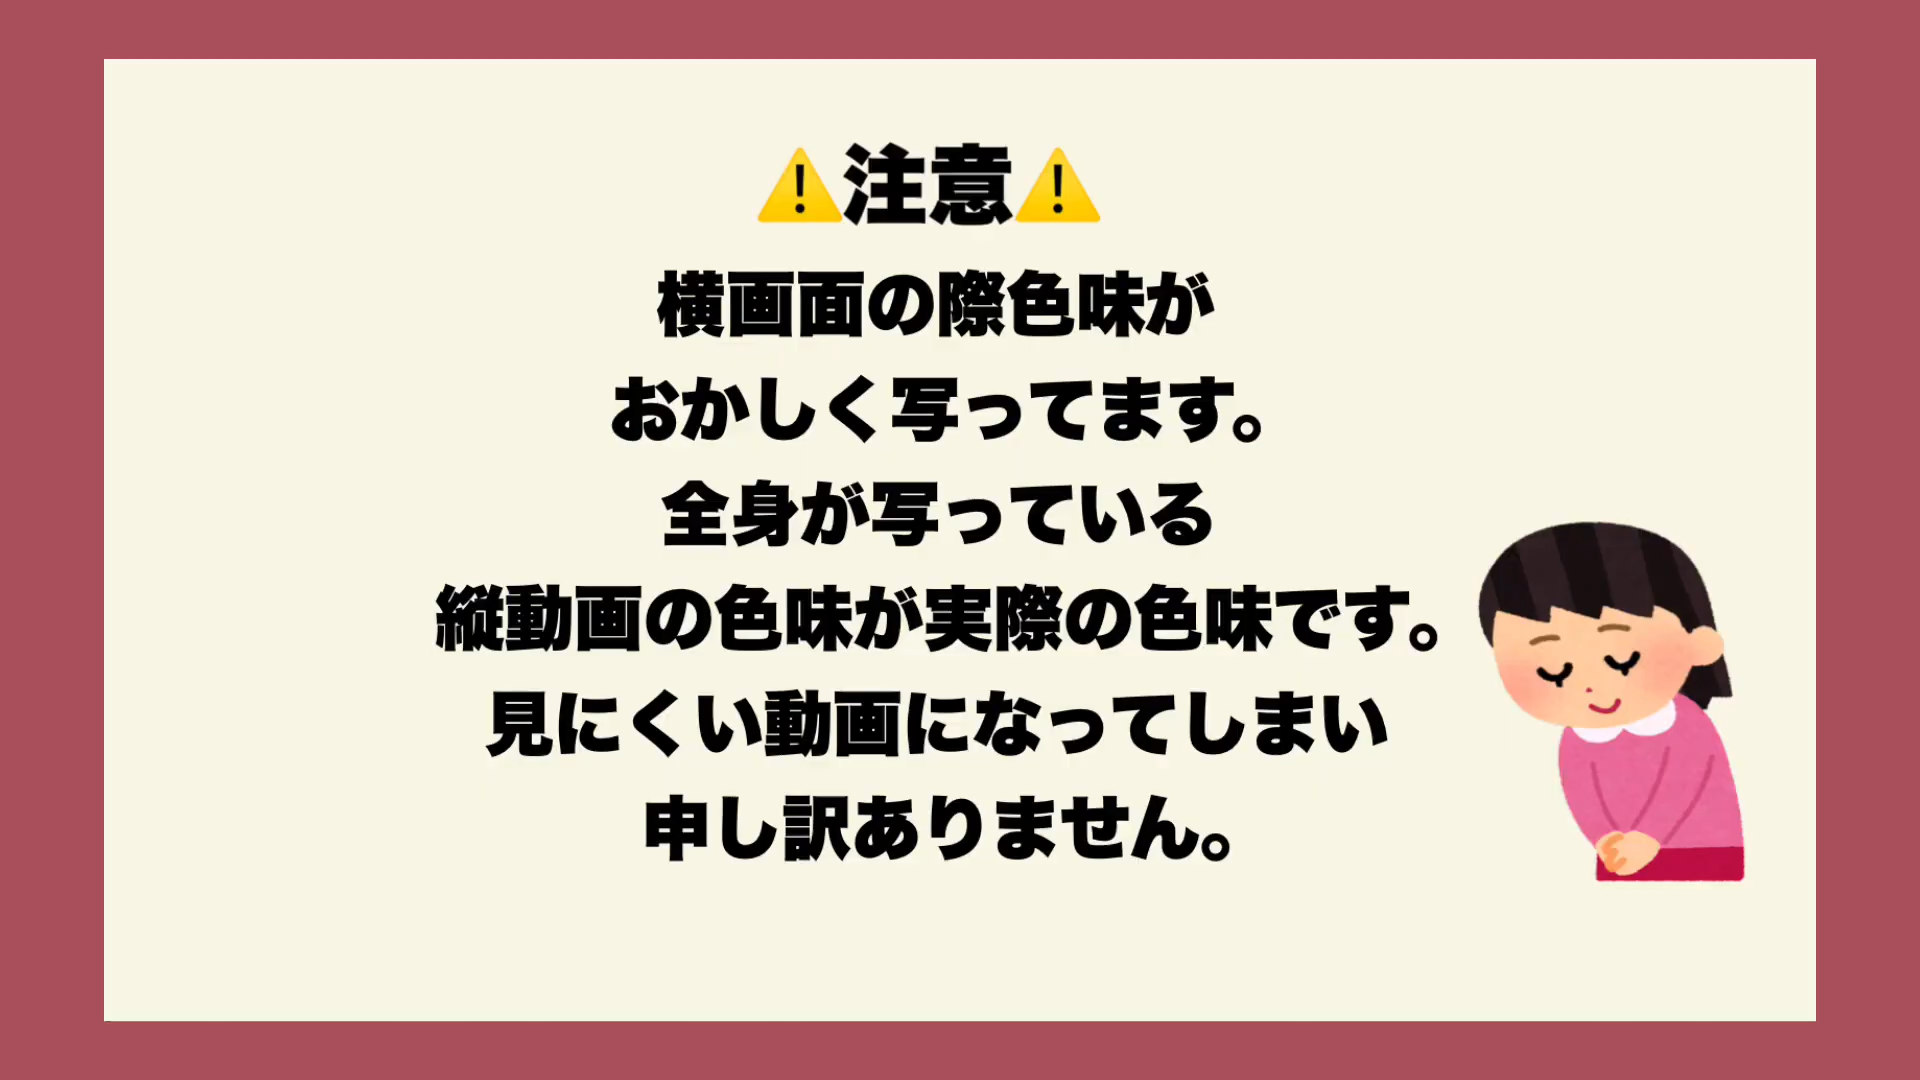 ⚠️注意⚠️
横画面の際色味が
おかしく写ってます。
全身が写っている
縦動画の色味が実際の色味です。
見にくい動画になってしまい
申し訳ありません。